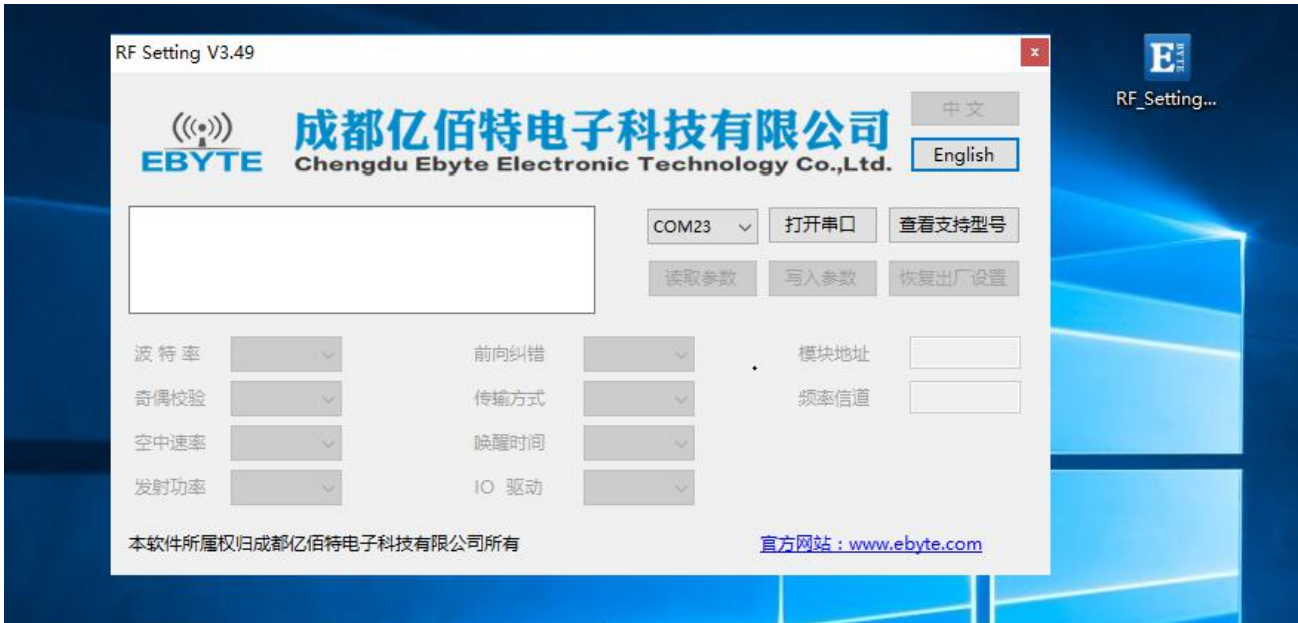 RF Setting V3.49
x
BYTE
E
RF_Setting...
EBYTE
成都亿佰特电子科技有限公司
Chengdu Ebyte Electronic Technology Co.,Ltd.
中 文
English
COM23
打开串口
查看支持型号
读取参数
写入参数
恢复出厂设置
波 特 率
前向纠错
模块地址
奇偶校验
传输方式
频率信道
空中速率
唤醒时间
发射功率
IO 驱动
本软件所属权归成都亿佰特电子科技有限公司所有
官方网站：www.ebyte.com